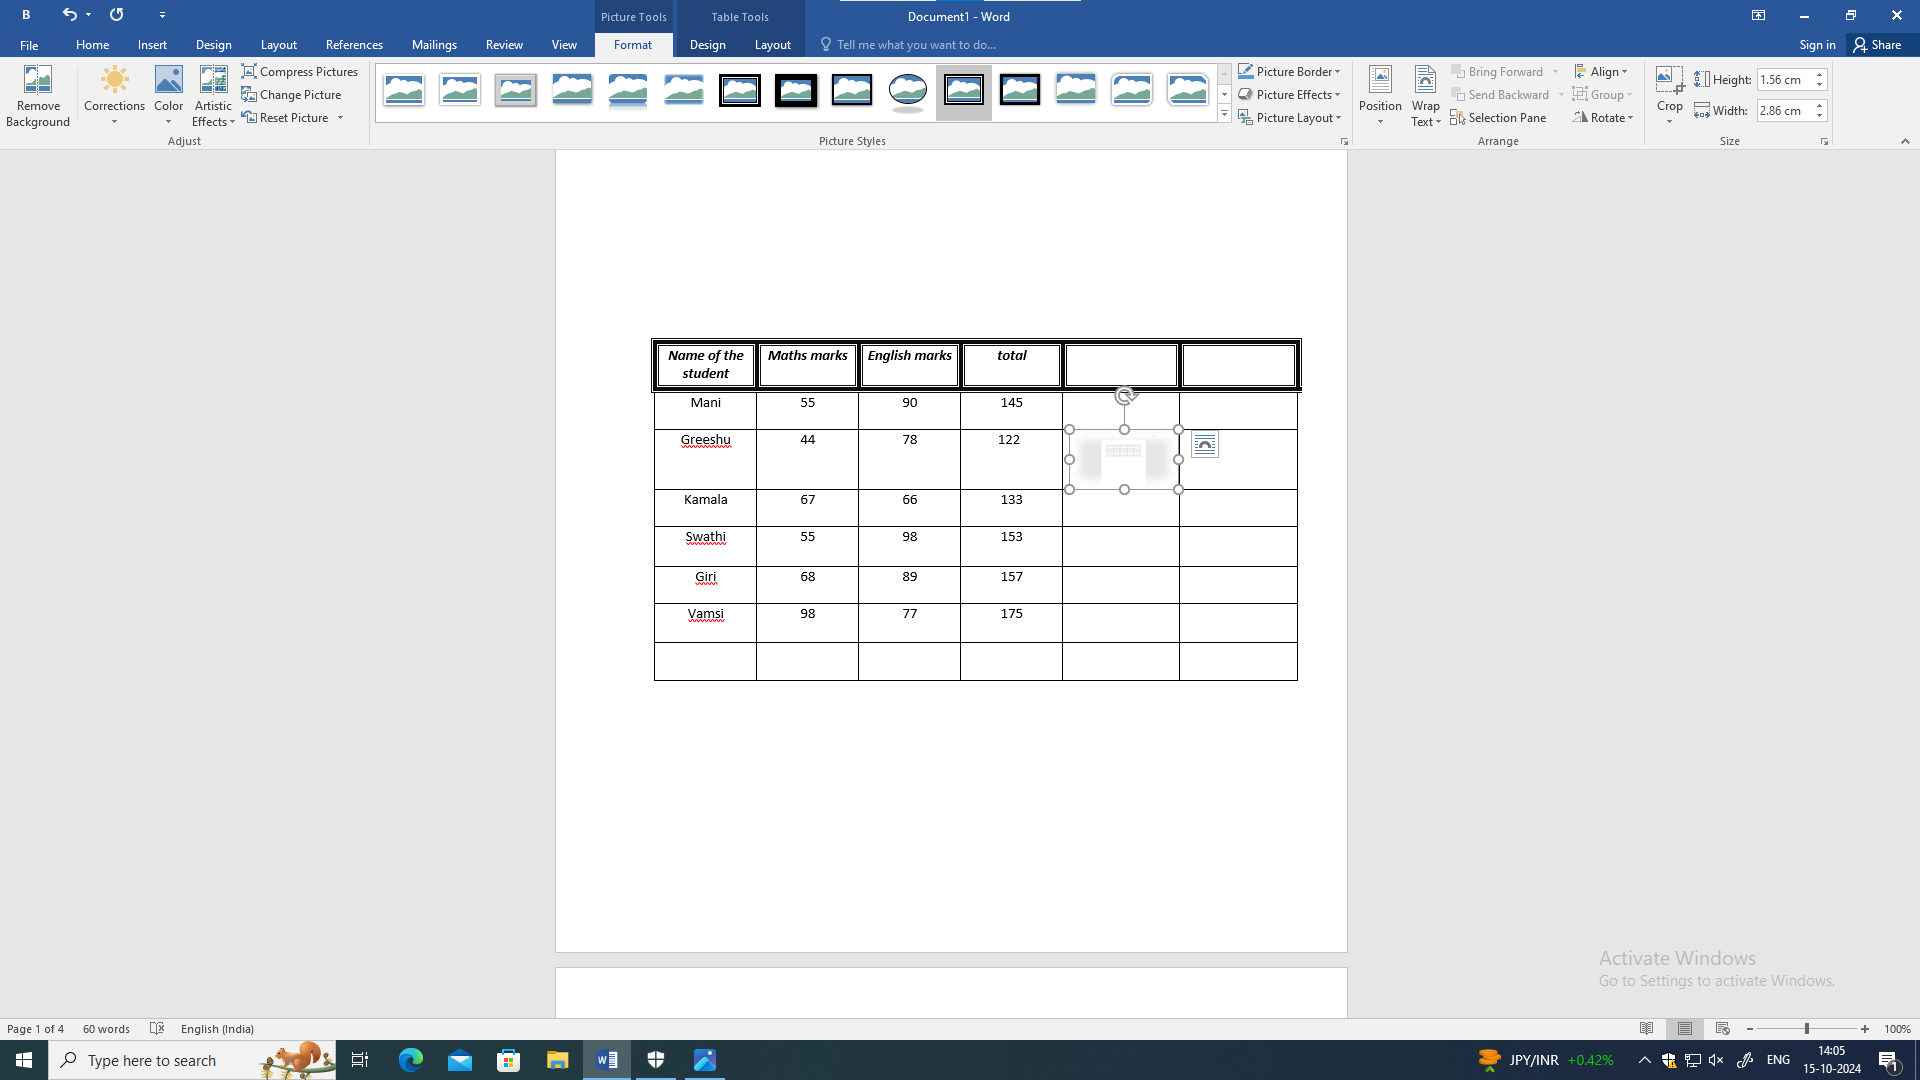 B
Picture Tools Table Tools Document1 - Word
File Home Insert Design Layout References Mailings Review View Format Design Layout Tell me what you want to do... Sign in Share
Remove Background
Corrections
Color
Artistic Effects
Compress Pictures
Change Picture
Reset Picture
Adjust
Picture Styles
Picture Border
Picture Effects
Picture Layout
Position
Wrap Text
Bring Forward
Send Backward
Selection Pane
Align
Group
Rotate
Arrange
Crop
Height: 1.56 cm
Width: 2.86 cm
Size
Name of the student Maths marks English marks total
Mani 55 90 145
Greeshu 44 78 122
Kamala 67 66 133
Swathi 55 98 153
Giri 68 89 157
Vamsi 98 77 175
Activate Windows
Go to Settings to activate Windows.
Page 1 of 4 60 words English (India) 100%
Type here to search
JPY/INR +0.42% ENG 14:05
15-10-2024
1